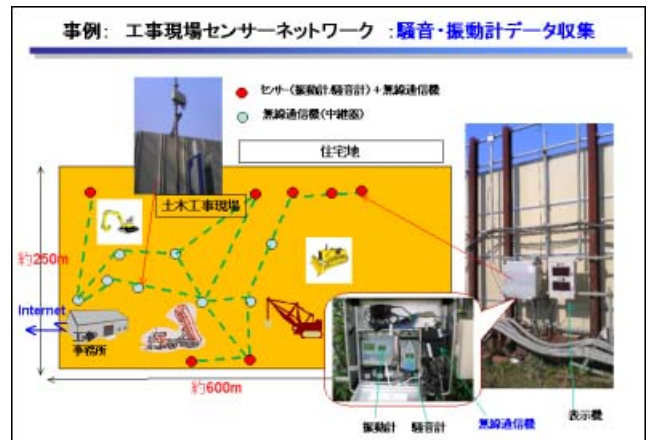 事例: 工事現場センサーネットワーク :騒音・振動計データ収集
センサー(振動計/騒音計)+無線通信機
無線通信機(中継器)
住宅地
土木工事現場
約250m
Internet
工事
事務所
約600m
振動計
騒音計
無線通信機
表示機